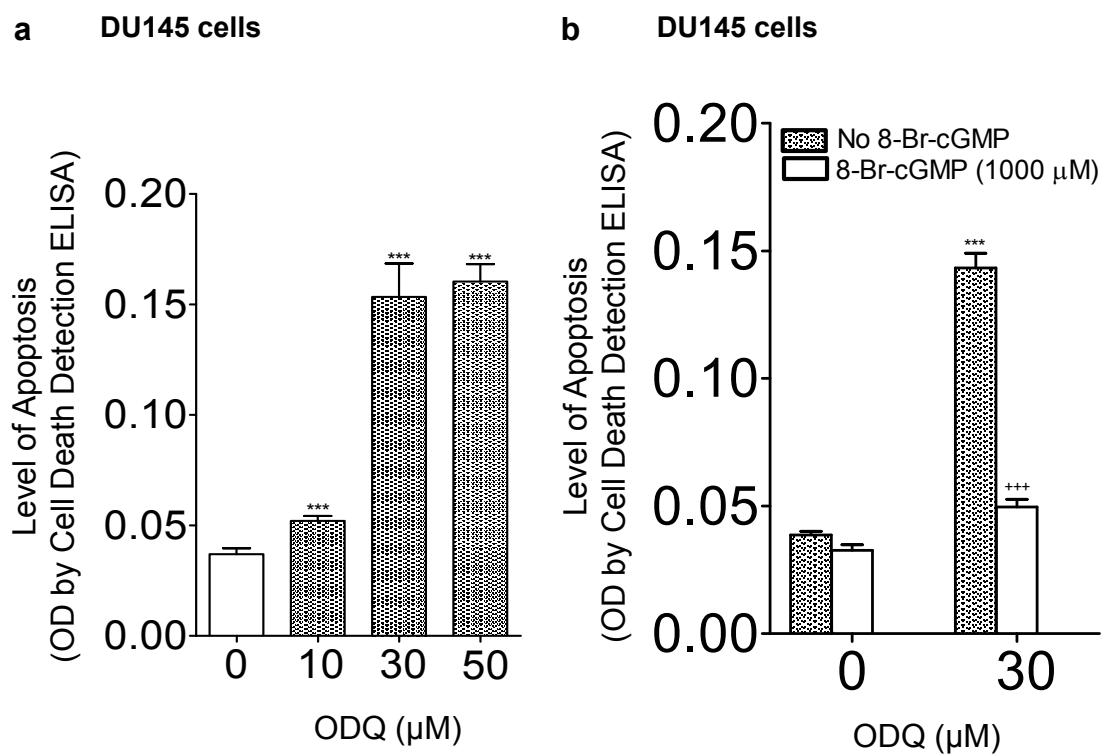 a DU145 cells
Level of Apoptosis
(OD by Cell Death Detection ELISA)
0.20
0.15
0.10
0.05
0.00
***
***
***
0 10 30 50
ODQ (µM)
b DU145 cells
Level of Apoptosis
(OD by Cell Death Detection ELISA)
0.20
0.15
0.10
0.05
0.00
No 8-Br-cGMP
8-Br-cGMP (1000 µM)
***
+++
0 30
ODQ (µM)